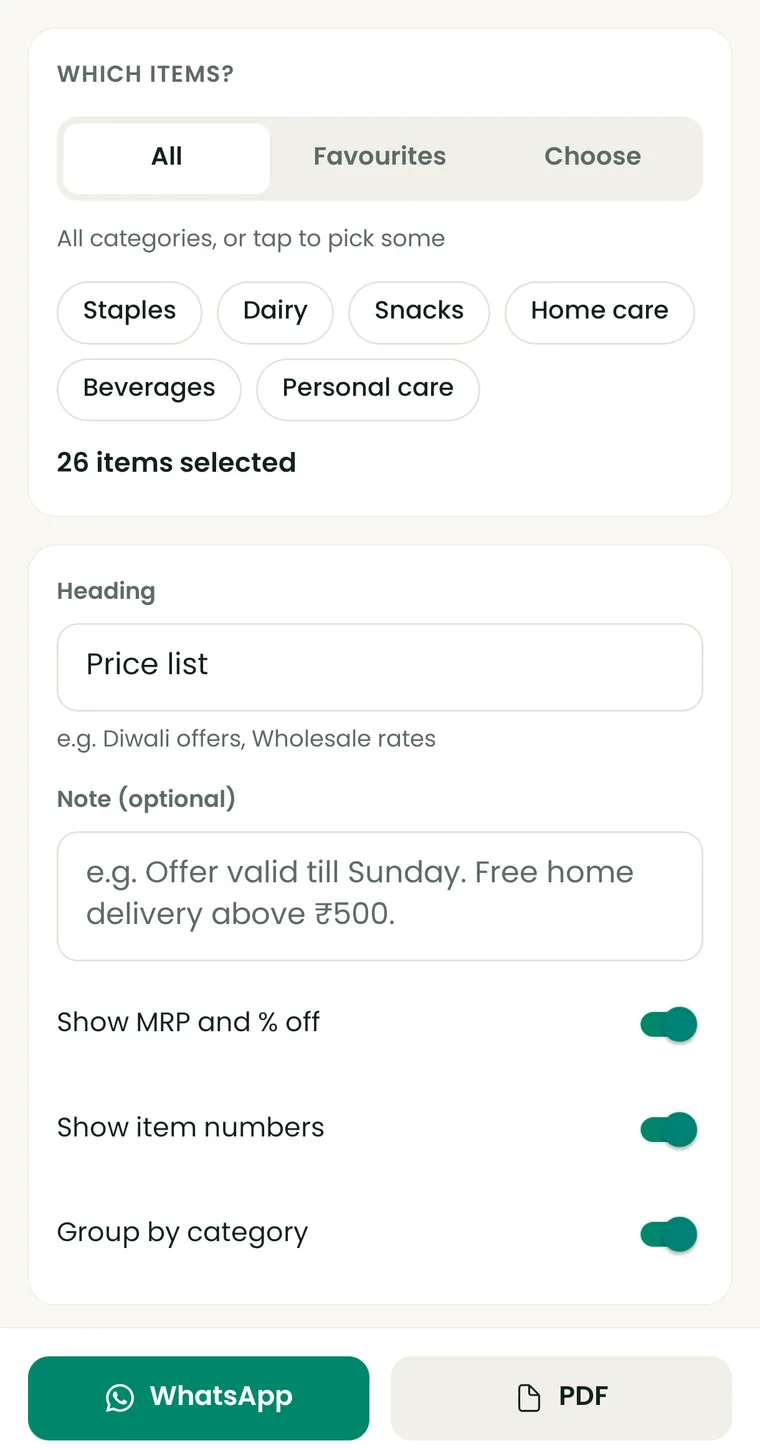 WHICH ITEMS?
All Favourites Choose
All categories, or tap to pick some
Staples Dairy Snacks Home care
Beverages Personal care
26 items selected
Heading
Price list
e.g. Diwali offers, Wholesale rates
Note (optional)
e.g. Offer valid till Sunday. Free home
delivery above ₹500.
Show MRP and % off
Show item numbers
Group by category
WhatsApp PDF